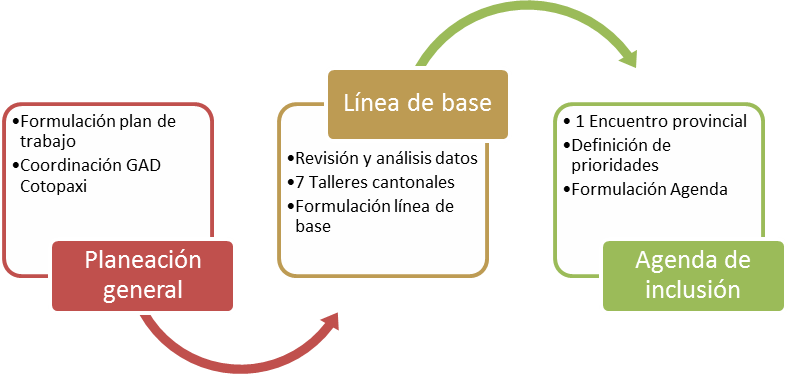 •Formulación plan de
trabajo
•Coordinación GAD
Cotopaxi
Planeación
general
Línea de base
•Revisión y análisis datos
•7 Talleres cantonales
•Formulación línea de
base
• 1 Encuentro provincial
•Definición de
prioridades
•Formulación Agenda
Agenda de
inclusión